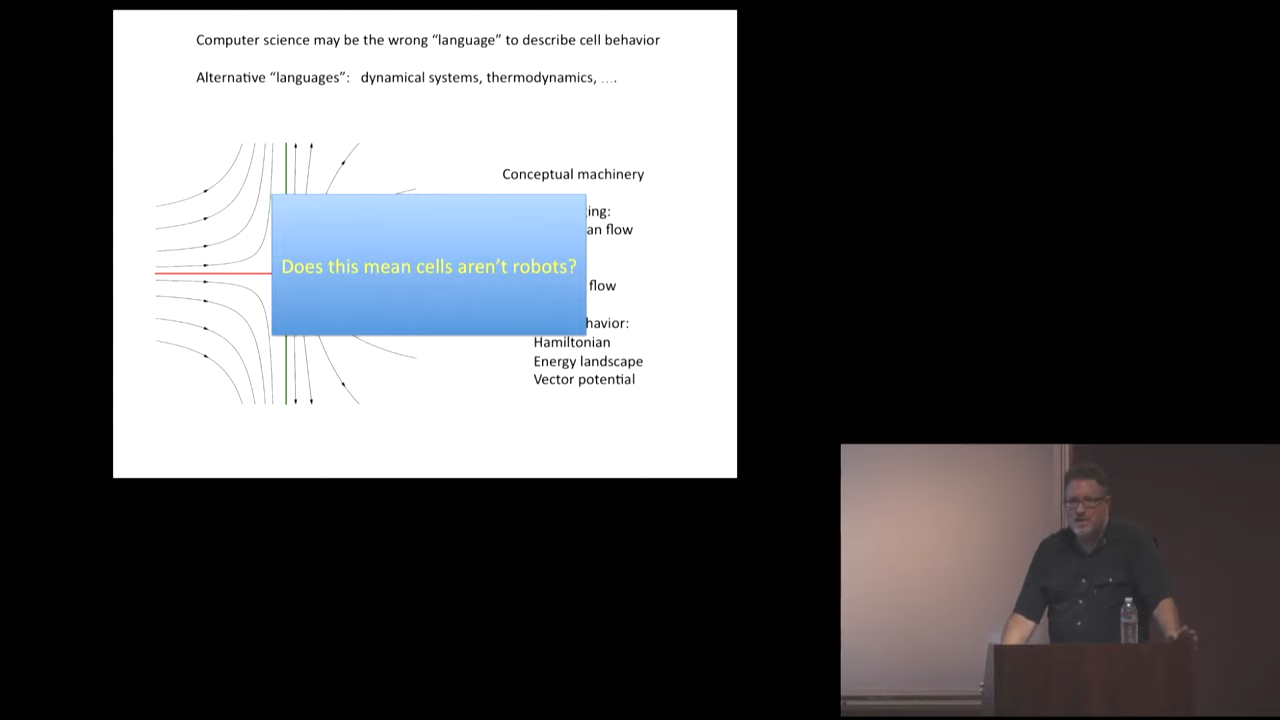 Computer science may be the wrong “language” to describe cell behavior
Alternative “languages”: dynamical systems, thermodynamics, ….
Conceptual machinery
ing:
an flow
Does this mean cells aren’t robots?
flow
havior:
Hamiltonian
Energy landscape
Vector potential